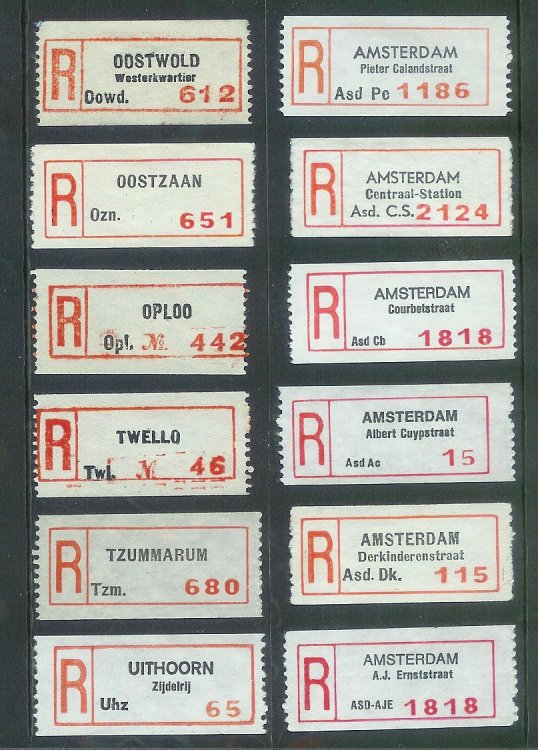 R
OOSTWOLD
Westerkwartier
Oowd. 612
R
OOSTZAAN
Ozn. 651
R
OPLOO
Opl. № 442
R
TWELLO
Twl. № 46
R
TZUMMARUM
Tzm. 680
R
UITHOORN
Zijdelrij
Uhz 65
R
AMSTERDAM
Pieter Calandstraat
Asd Pc 1186
R
AMSTERDAM
Centraal-Station
Asd. C.S. 2124
R
AMSTERDAM
Courbetstraat
Asd Cb 1818
R
AMSTERDAM
Albert Cuypstraat
Asd Ac 15
R
AMSTERDAM
Derkinderenstraat
Asd. Dk. 115
R
AMSTERDAM
A.J. Ernststraat
ASD-AJE 1818